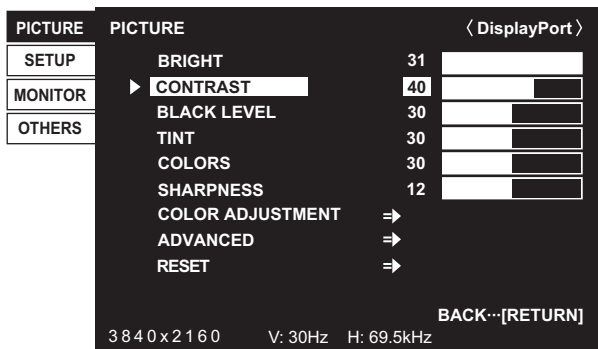 PICTURE
SETUP
MONITOR
OTHERS
PICTURE 〈 DisplayPort 〉
BRIGHT 31
CONTRAST 40
BLACK LEVEL 30
TINT 30
COLORS 30
SHARPNESS 12
COLOR ADJUSTMENT
ADVANCED
RESET
BACK···[RETURN]
3840x2160 V: 30Hz H: 69.5kHz